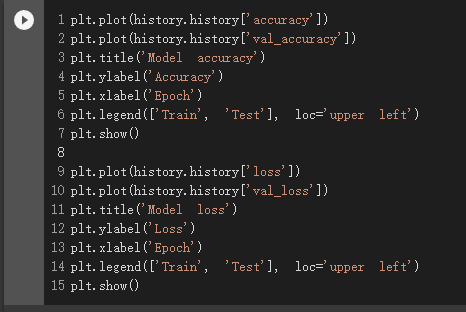 1 plt.plot(history.history['accuracy'])
2 plt.plot(history.history['val_accuracy'])
3 plt.title('Model accuracy')
4 plt.ylabel('Accuracy')
5 plt.xlabel('Epoch')
6 plt.legend(['Train', 'Test'], loc='upper left')
7 plt.show()
8
9 plt.plot(history.history['loss'])
10 plt.plot(history.history['val_loss'])
11 plt.title('Model loss')
12 plt.ylabel('Loss')
13 plt.xlabel('Epoch')
14 plt.legend(['Train', 'Test'], loc='upper left')
15 plt.show()